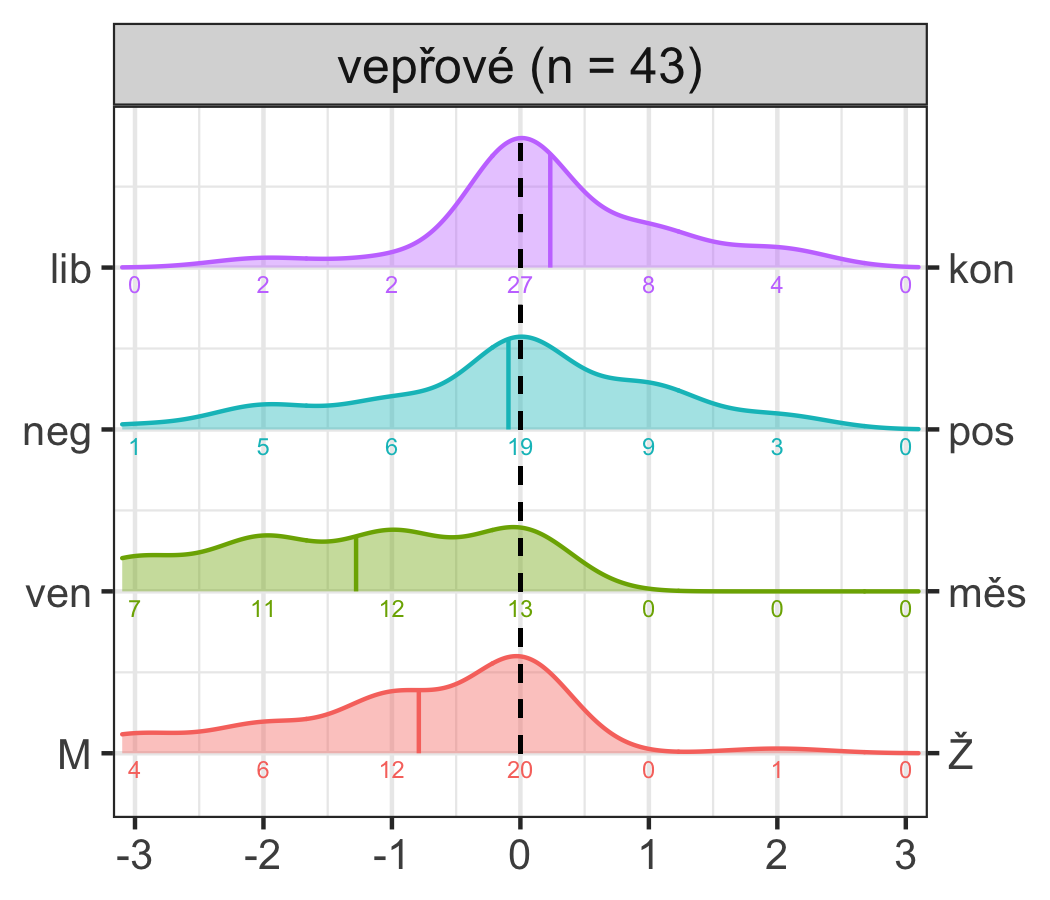 vepřové (n = 43)
lib kon
0 2 2 27 8 4 0
neg pos
1 5 6 19 9 3 0
ven měs
7 11 12 13 0 0 0
M Ž
4 6 12 20 0 1 0
-3 -2 -1 0 1 2 3